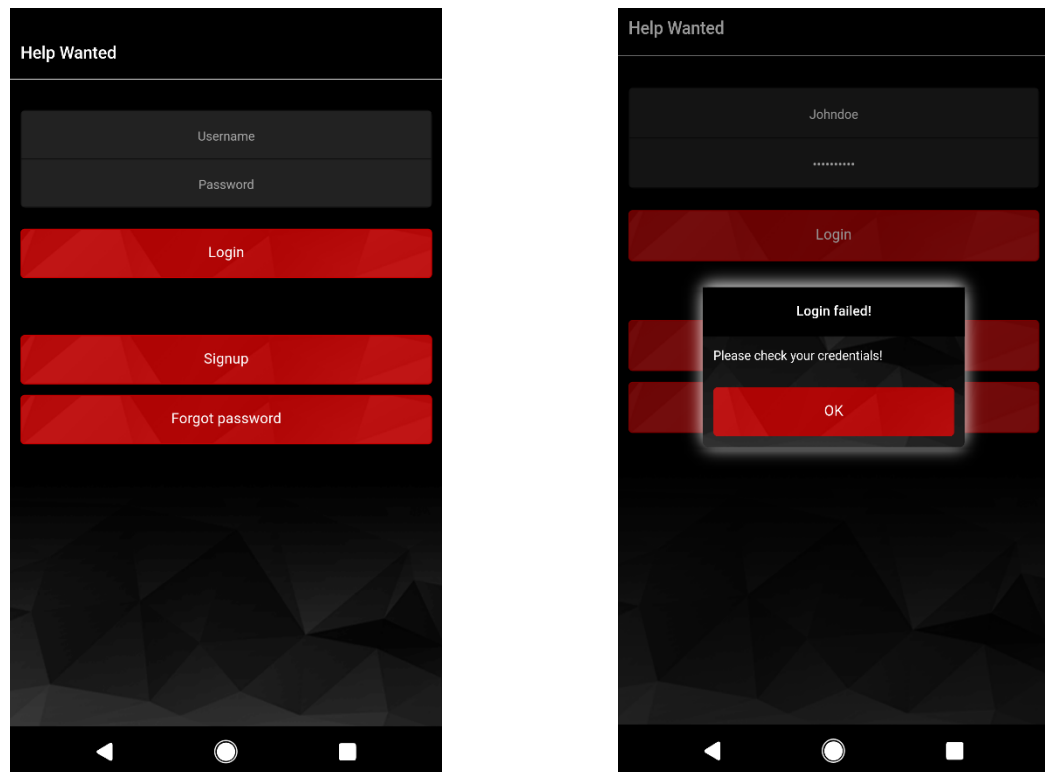 Help Wanted
Username
Password
Login
Signup
Forgot password
Help Wanted
Johndoe
••••••••••
Login
Login failed!
Please check your credentials!
OK